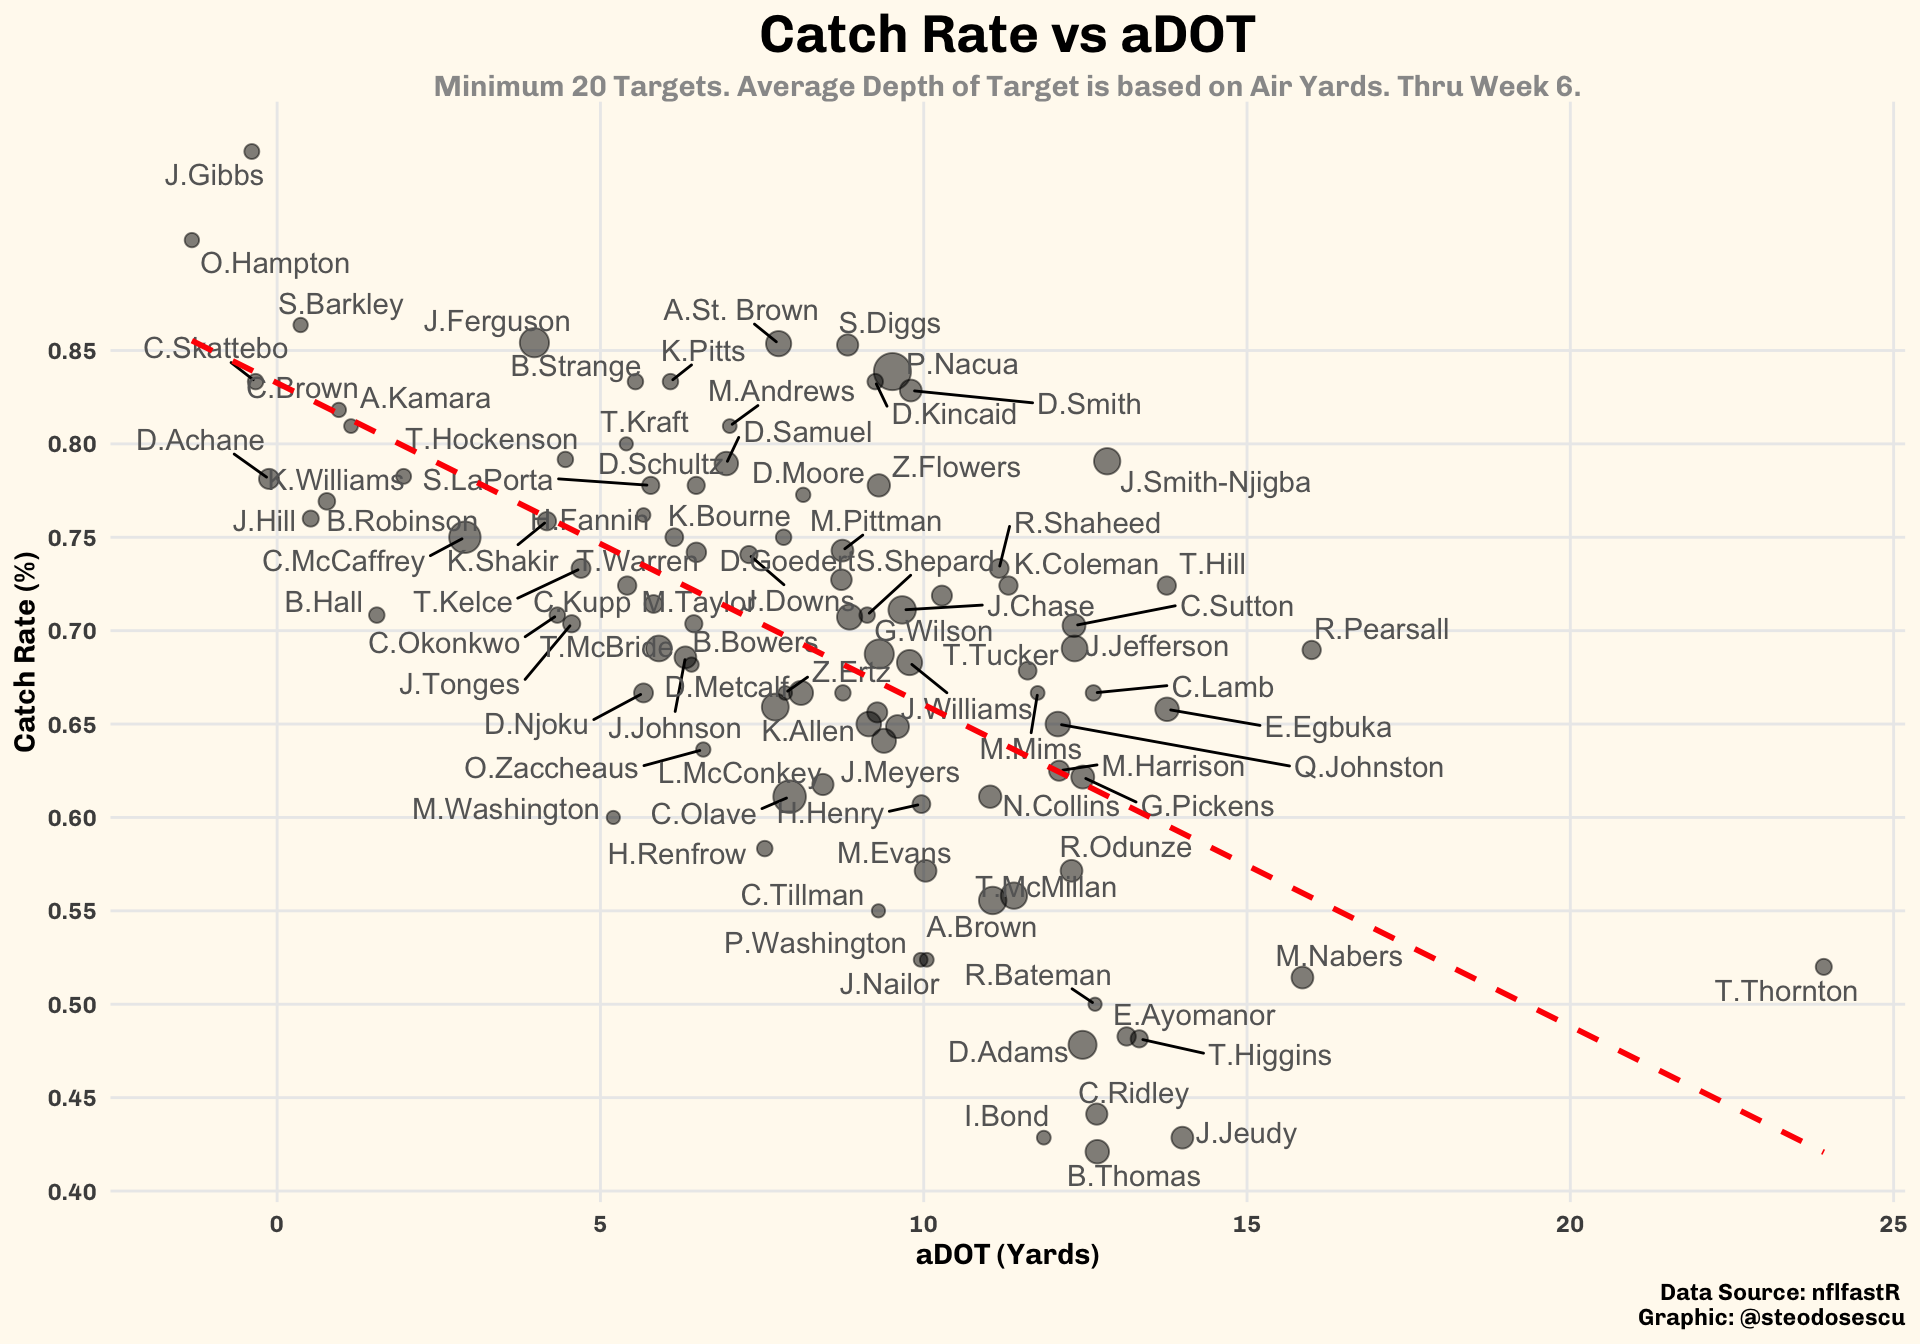 Catch Rate vs aDOT
Minimum 20 Targets. Average Depth of Target is based on Air Yards. Thru Week 6.
J.Gibbs
O.Hampton
S.Barkley
A.St. Brown
J.Ferguson
S.Diggs
C.Skattebo
K.Pitts
0.85
B.Strange
P.Nacua
C.Brown
M.Andrews
A.Kamara
D.Smith
D.Kincaid
T.Kraft
D.Samuel
D.Achane
T.Hockenson
0.80
D.Schultz
Z.Flowers
D.Moore
K.Williams
S.LaPorta
J.Smith-Njigba
J.Hill
B.Robinson
H.Fannin
K.Bourne
M.Pittman
R.Shaheed
0.75
C.McCaffrey
K.Shakir
T.Warren
D.Goedert
S.Shepard
K.Coleman
T.Hill
B.Hall
T.Kelce
C.Kupp
M.Taylor
J.Downs
J.Chase
C.Sutton
0.70
G.Wilson
R.Pearsall
C.Okonkwo
T.McBride
B.Bowers
T.Tucker
J.Jefferson
Z.Ertz
J.Tonges
D.Metcalf
C.Lamb
J.Williams
0.65
D.Njoku
J.Johnson
K.Allen
E.Egbuka
M.Mims
O.Zaccheaus
L.McConkey
J.Meyers
M.Harrison
Q.Johnston
M.Washington
C.Olave
H.Henry
N.Collins
G.Pickens
0.60
H.Renfrow
M.Evans
R.Odunze
C.Tillman
T.McMillan
0.55
A.Brown
P.Washington
M.Nabers
J.Nailor
R.Bateman
T.Thornton
0.50
E.Ayomanor
D.Adams
T.Higgins
C.Ridley
0.45
I.Bond
J.Jeudy
B.Thomas
0.40
Catch Rate (%)
0 5 10 15 20 25
aDOT (Yards)
Data Source: nflfastR
Graphic: @steodosescu